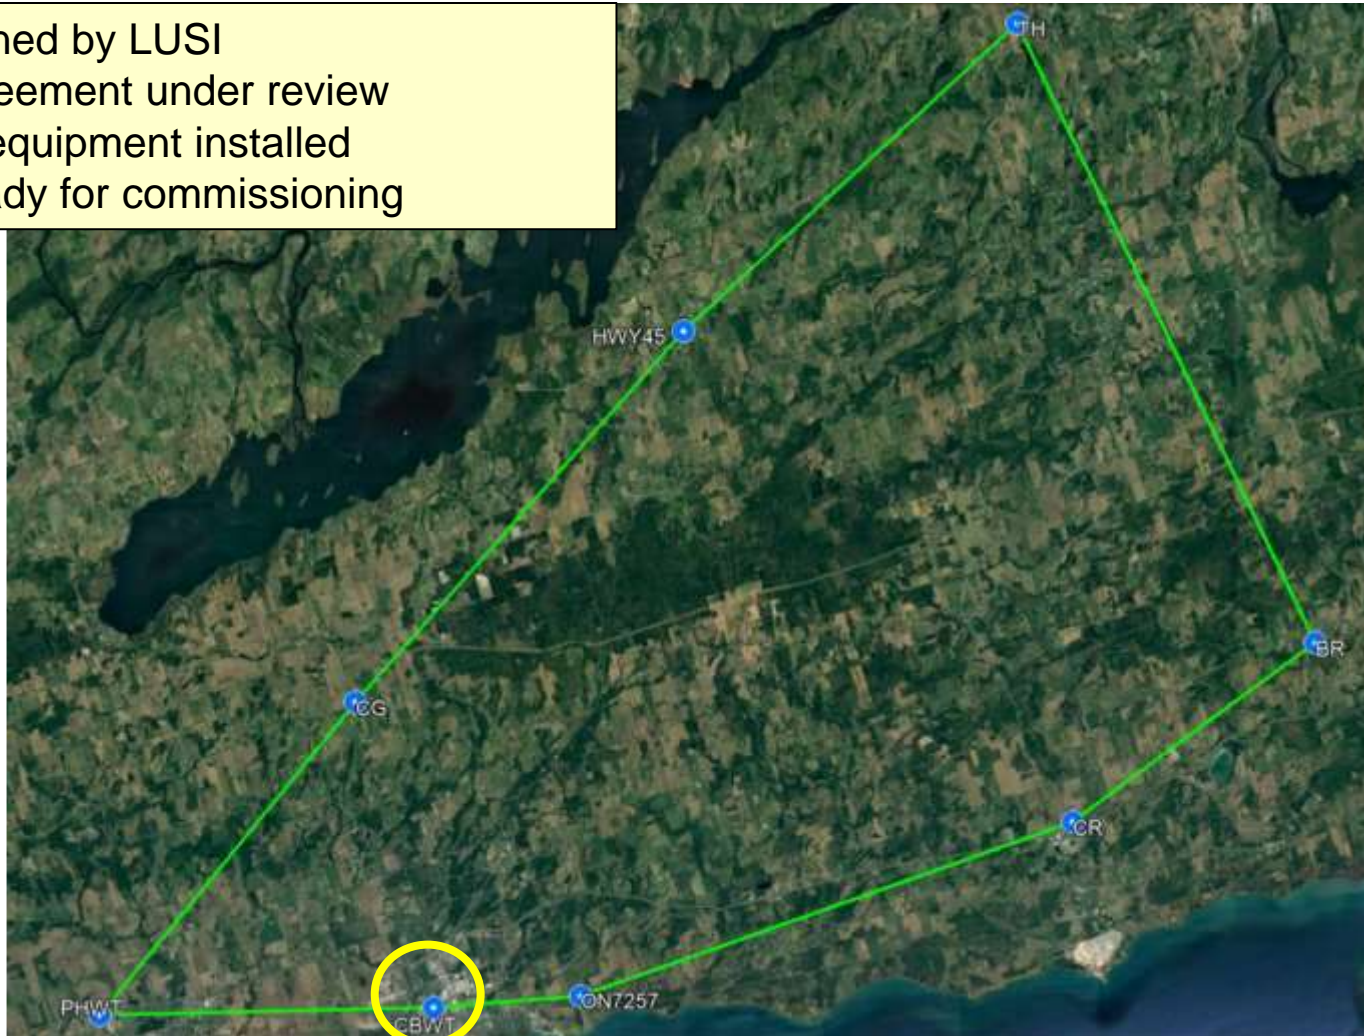 ned by LUSI
eement under review
equipment installed
dy for commissioning
TH
HWY45
BR
CG
CR
PHWT
CBWT
ON7257